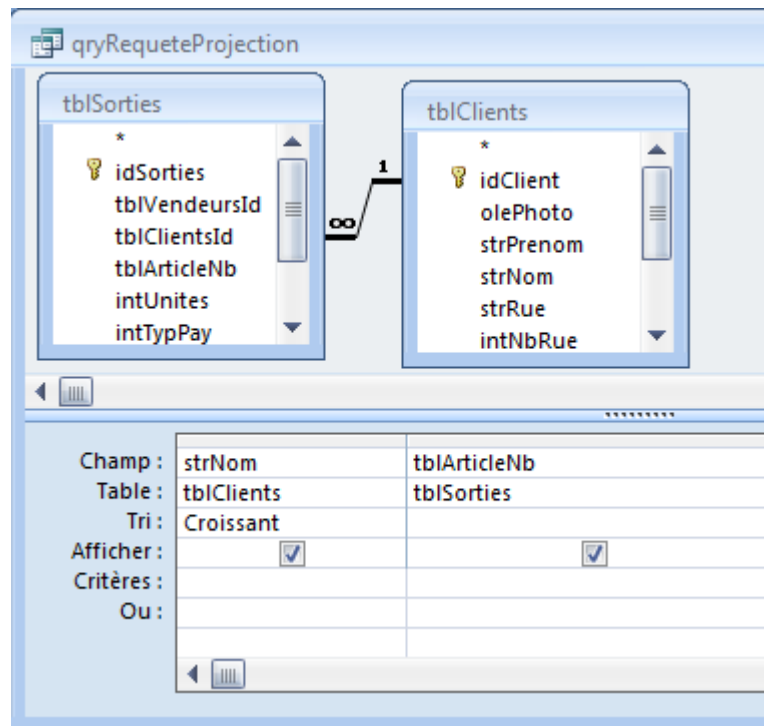 qryRequeteProjection
tblSorties
*
idSorties
tblVendeursId
tblClientsId
tblArticleNb
intUnites
intTypPay
∞
1
tblClients
*
idClient
olePhoto
strPrenom
strNom
strRue
intNbRue
Champ : strNom tblArticleNb
Table : tblClients tblSorties
Tri : Croissant
Afficher :
Critères :
Ou :